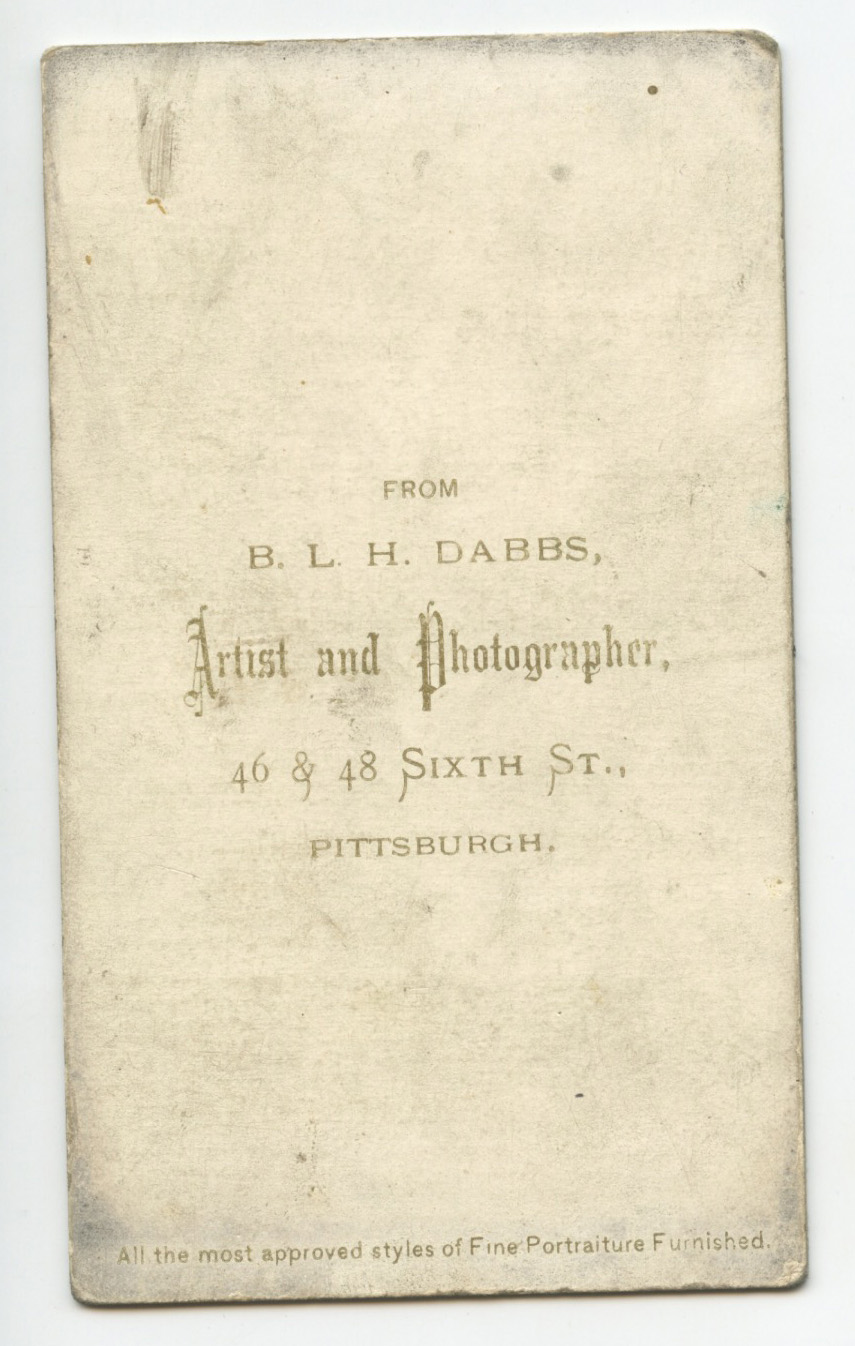 FROM
B. L. H. DABBS,
Artist and Photographer,
46 & 48 SIXTH ST.,
PITTSBURGH.
All the most approved styles of Fine Portraiture Furnished.